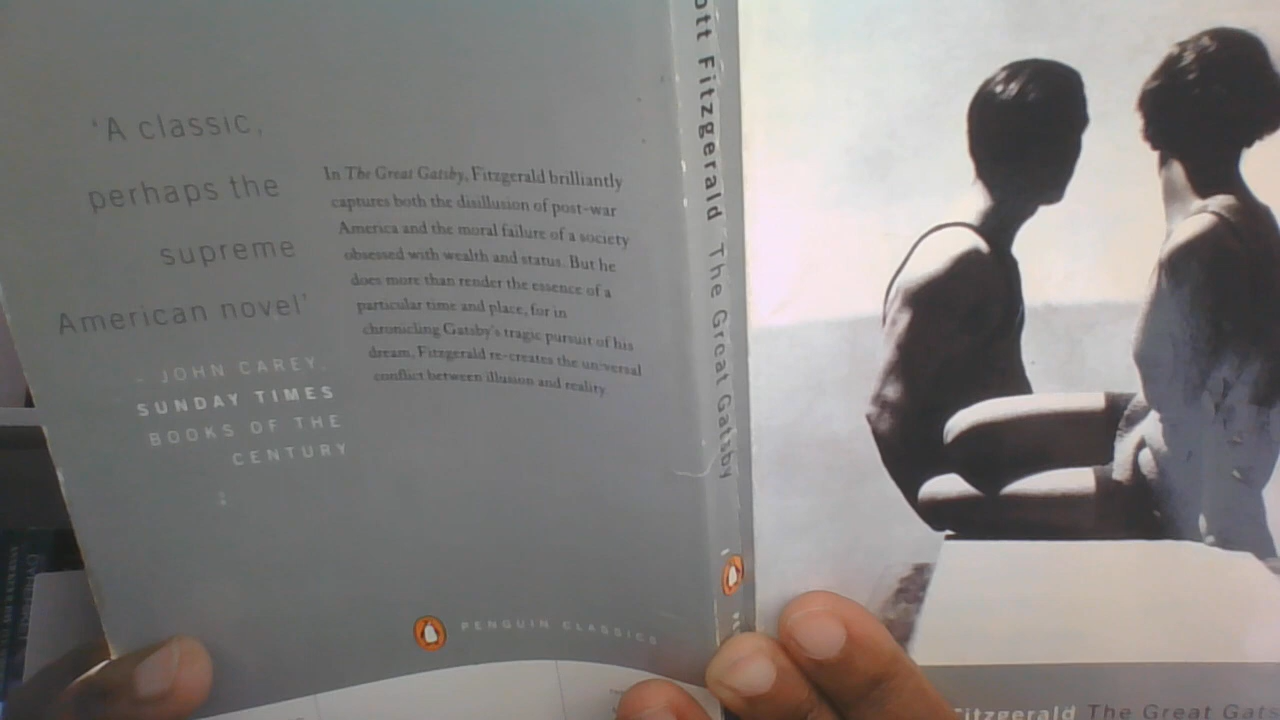 'A classic,
perhaps the
supreme
American novel'
– JOHN CAREY,
SUNDAY TIMES
BOOKS OF THE
CENTURY
In The Great Gatsby, Fitzgerald brilliantly
captures both the disillusion of post-war
America and the moral failure of a society
obsessed with wealth and status. But he
does more than render the essence of a
particular time and place, for in
chronicling Gatsby's tragic pursuit of his
dream, Fitzgerald re-creates the universal
conflict between illusion and reality
PENGUIN CLASSICS
ott Fitzgerald The Great Gatsby
Fitzgerald The Great Gats